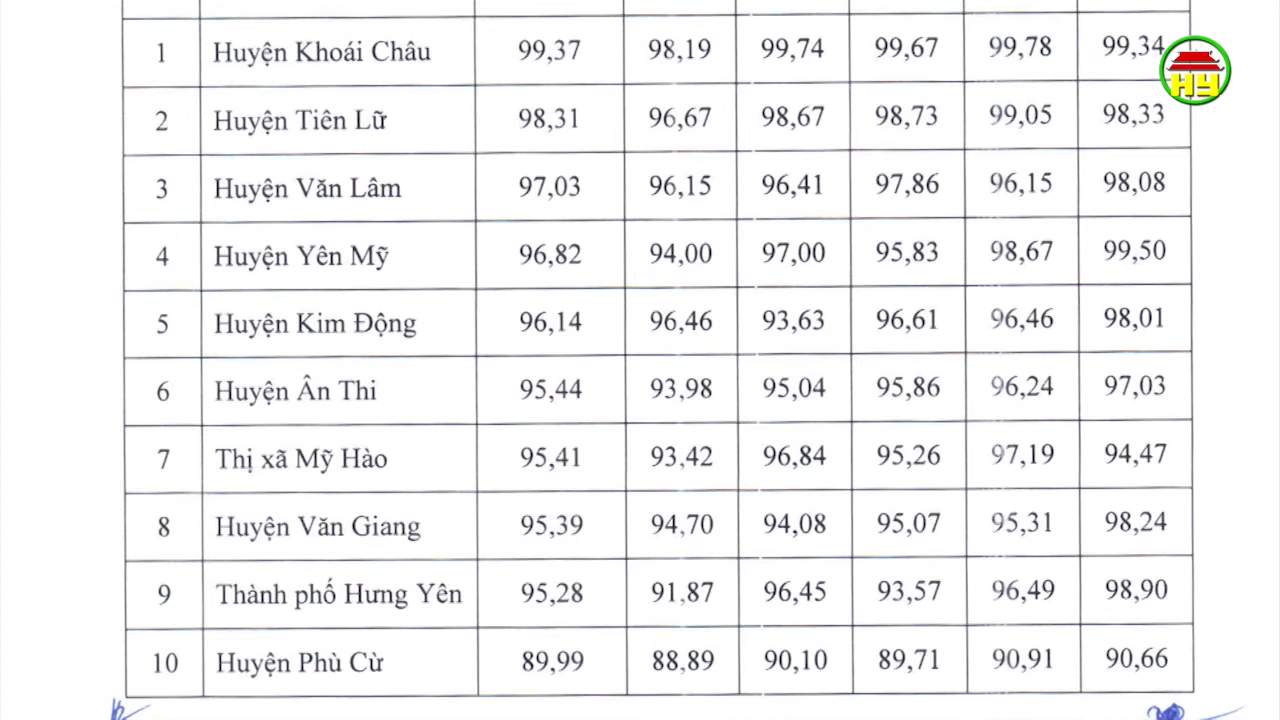 1 Huyện Khoái Châu 99,37 98,19 99,74 99,67 99,78 99,34
HY
2 Huyện Tiên Lữ 98,31 96,67 98,67 98,73 99,05 98,33
3 Huyện Văn Lâm 97,03 96,15 96,41 97,86 96,15 98,08
4 Huyện Yên Mỹ 96,82 94,00 97,00 95,83 98,67 99,50
5 Huyện Kim Động 96,14 96,46 93,63 96,61 96,46 98,01
6 Huyện Ân Thi 95,44 93,98 95,04 95,86 96,24 97,03
7 Thị xã Mỹ Hào 95,41 93,42 96,84 95,26 97,19 94,47
8 Huyện Văn Giang 95,39 94,70 94,08 95,07 95,31 98,24
9 Thành phố Hưng Yên 95,28 91,87 96,45 93,57 96,49 98,90
10 Huyện Phù Cừ 89,99 88,89 90,10 89,71 90,91 90,66